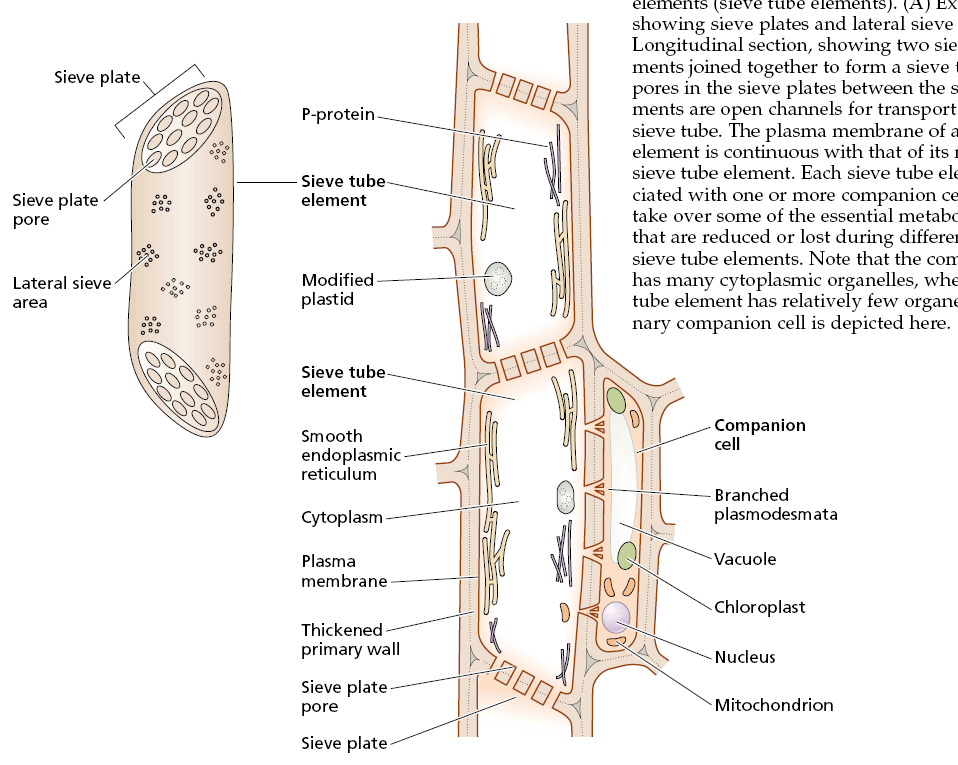 elements (sieve tube elements). (A) Ex
showing sieve plates and lateral sieve
Longitudinal section, showing two sie
ments joined together to form a sieve t
pores in the sieve plates between the s
ments are open channels for transport
sieve tube. The plasma membrane of a
element is continuous with that of its n
sieve tube element. Each sieve tube ele
ciated with one or more companion ce
take over some of the essential metabo
that are reduced or lost during differen
sieve tube elements. Note that the com
has many cytoplasmic organelles, whe
tube element has relatively few organe
nary companion cell is depicted here.
Sieve plate
Sieve plate
pore
Lateral sieve
area
P-protein
Sieve tube
element
Modified
plastid
Sieve tube
element
Smooth
endoplasmic
reticulum
Cytoplasm
Plasma
membrane
Thickened
primary wall
Sieve plate
pore
Sieve plate
Companion
cell
Branched
plasmodesmata
Vacuole
Chloroplast
Nucleus
Mitochondrion